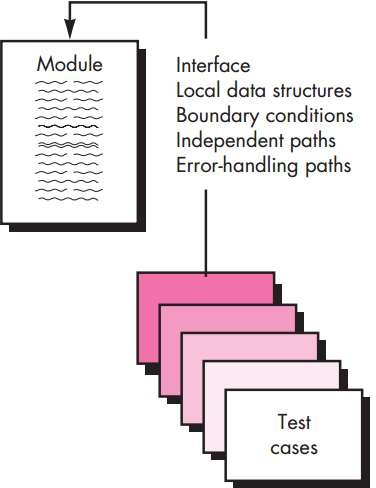 Module
Interface
Local data structures
Boundary conditions
Independent paths
Error-handling paths
Test
cases